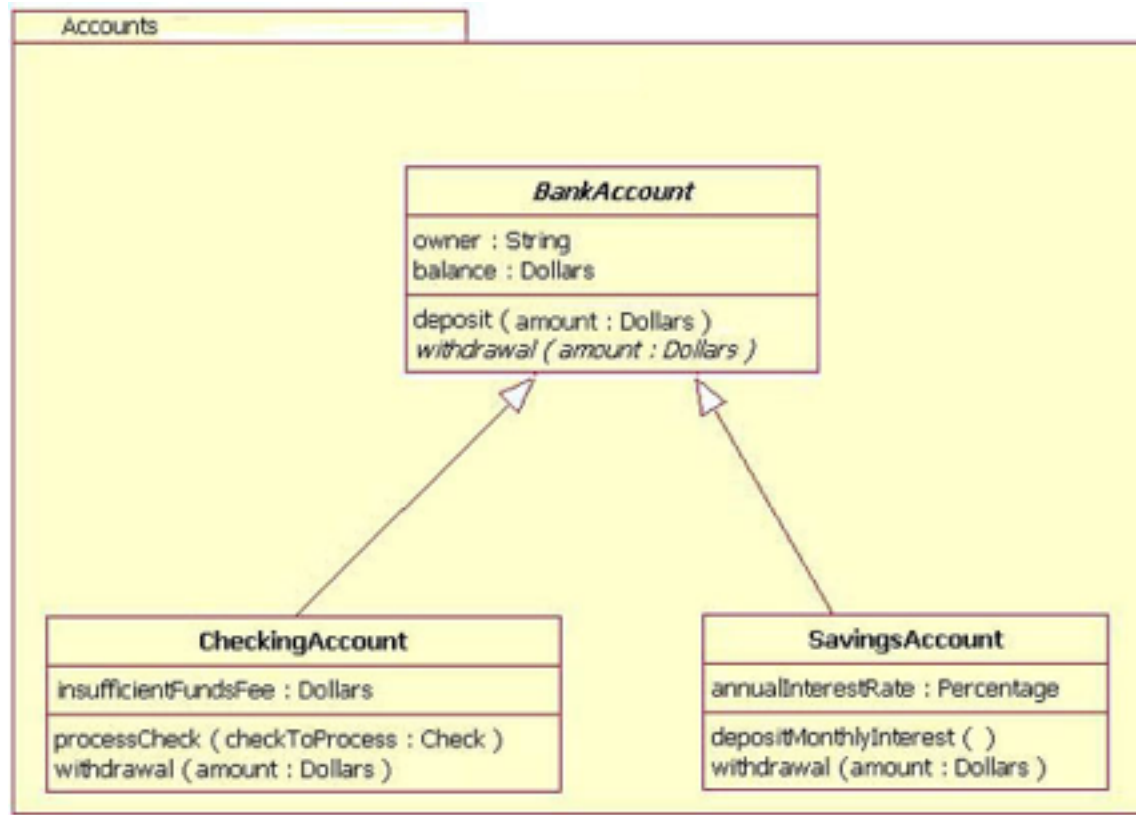 Accounts
BankAccount
owner : String
balance : Dollars
deposit ( amount : Dollars )
withdrawal ( amount : Dollars )
CheckingAccount
insufficientFundsFee : Dollars
processCheck ( checkToProcess : Check )
withdrawal ( amount : Dollars )
SavingsAccount
annualInterestRate : Percentage
depositMonthlyInterest ( )
withdrawal ( amount : Dollars )